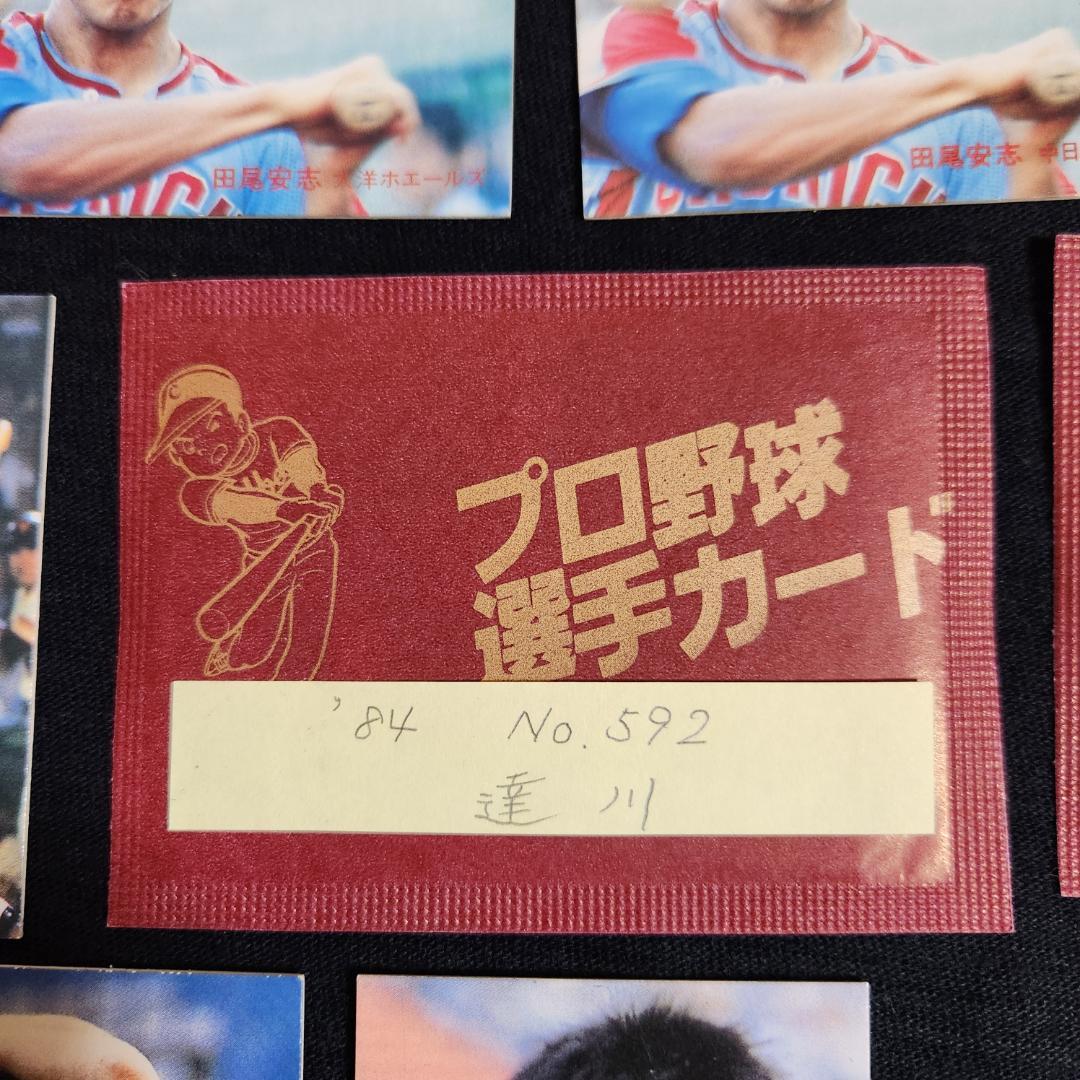 田尾安志 大洋ホエールズ
田尾安志 中日
プロ野球
選手カード
'84 No.592
達川